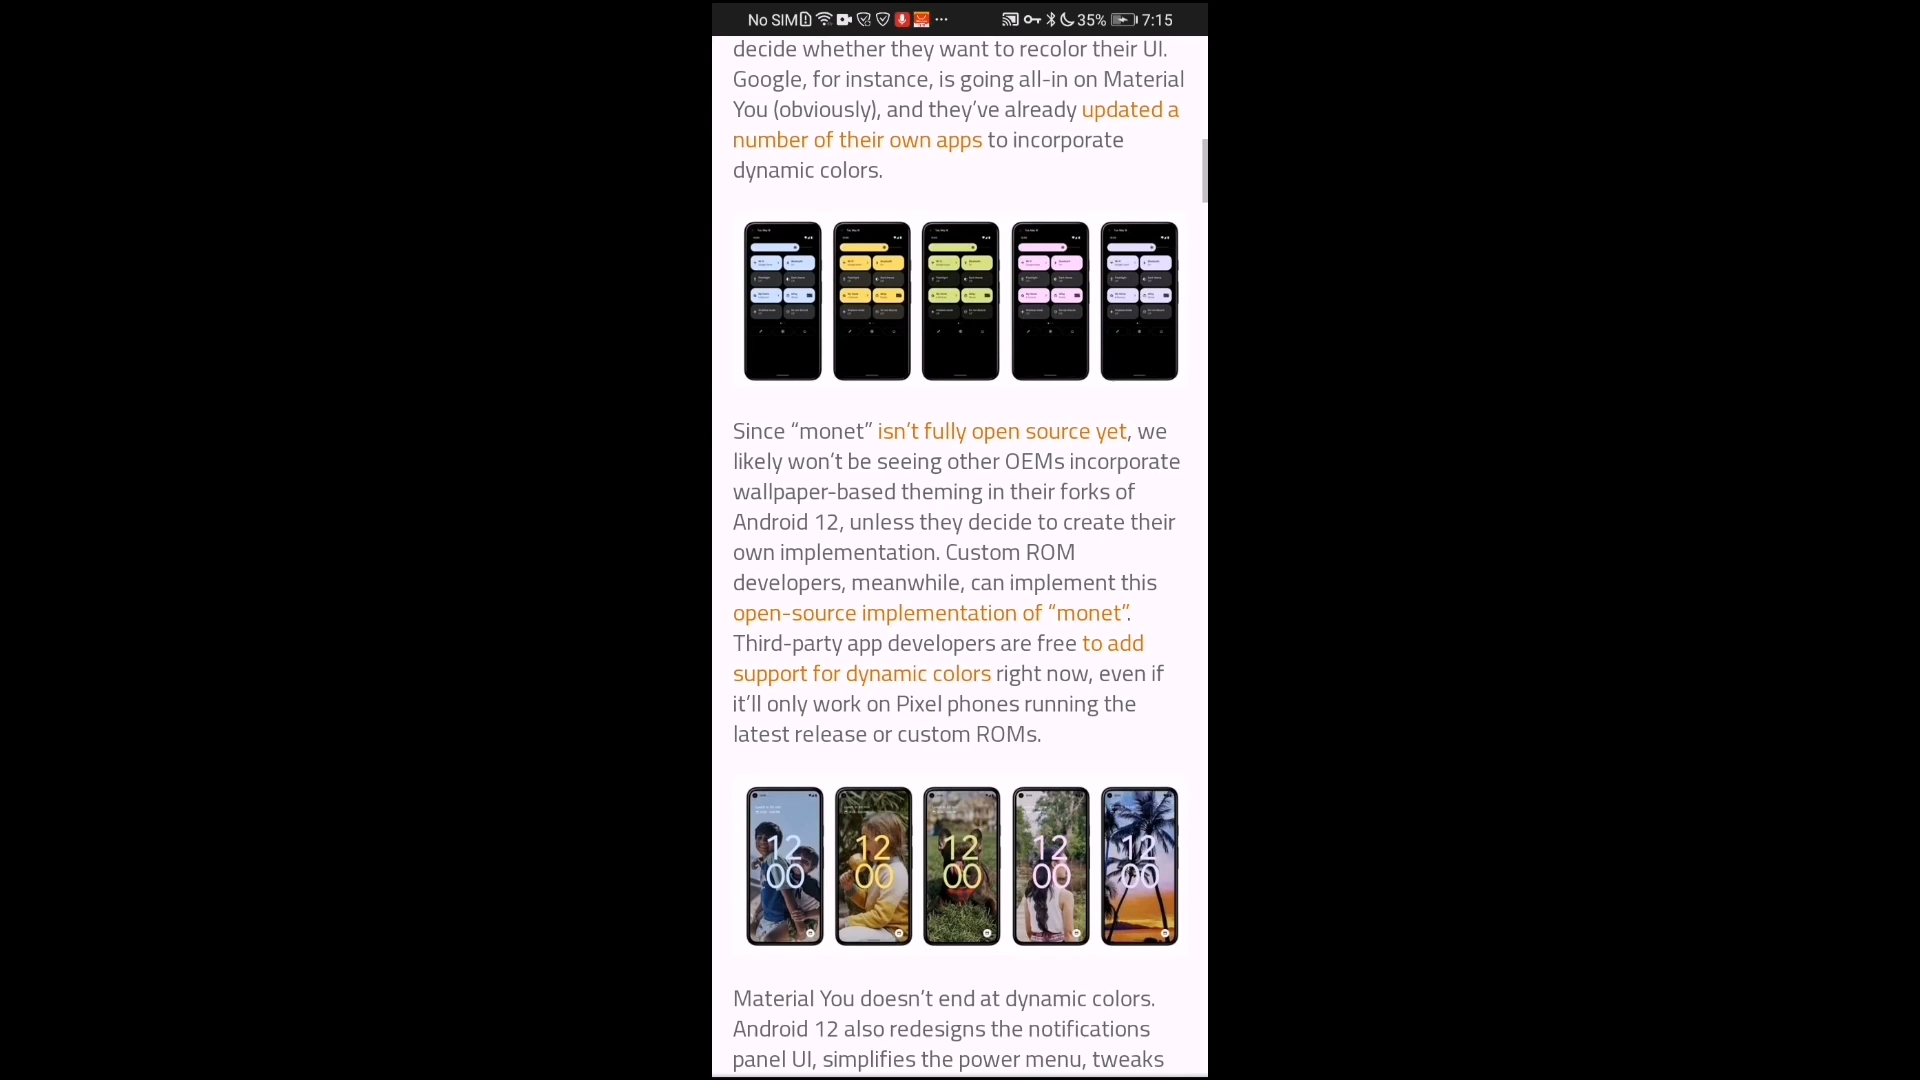 No SIM 35% 7:15
decide whether they want to recolor their UI.
Google, for instance, is going all-in on Material
You (obviously), and they’ve already updated a
number of their own apps to incorporate
dynamic colors.
Since “monet” isn’t fully open source yet, we
likely won’t be seeing other OEMs incorporate
wallpaper-based theming in their forks of
Android 12, unless they decide to create their
own implementation. Custom ROM
developers, meanwhile, can implement this
open-source implementation of “monet”.
Third-party app developers are free to add
support for dynamic colors right now, even if
it’ll only work on Pixel phones running the
latest release or custom ROMs.
12 12 12 12 12
00 00 00 00 00
Material You doesn’t end at dynamic colors.
Android 12 also redesigns the notifications
panel UI, simplifies the power menu, tweaks